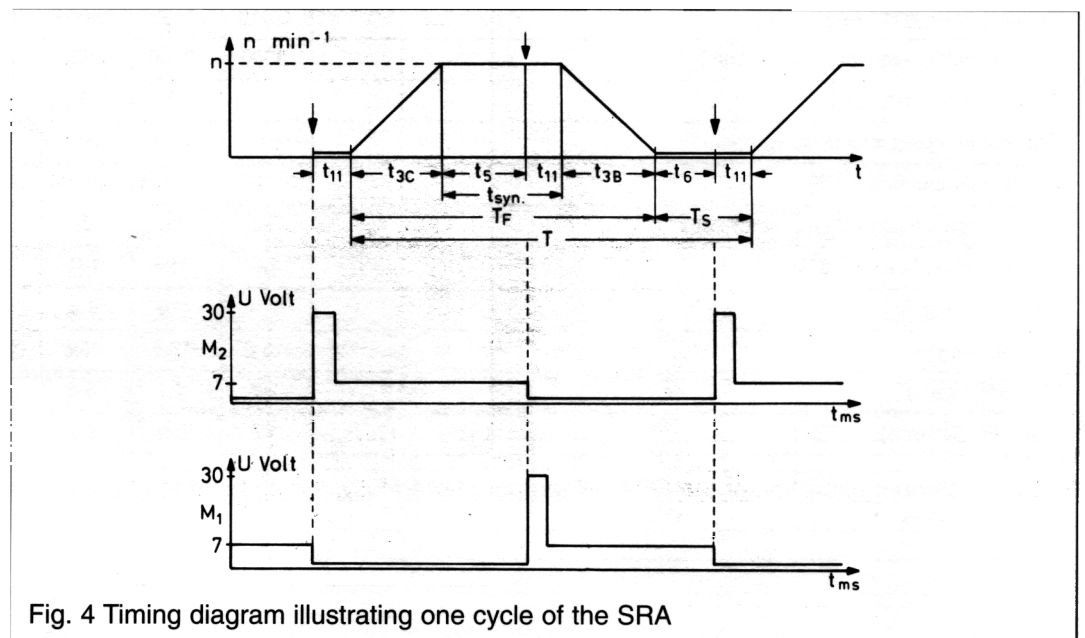 n min⁻¹
n
t₁₁ t₃C t₅ t₁₁ t₃B t₆ t₁₁ t
tsyn.
TF TS
T
U Volt
30
M₂
7
tms
U Volt
30
M₁
7
tms
Fig. 4 Timing diagram illustrating one cycle of the SRA